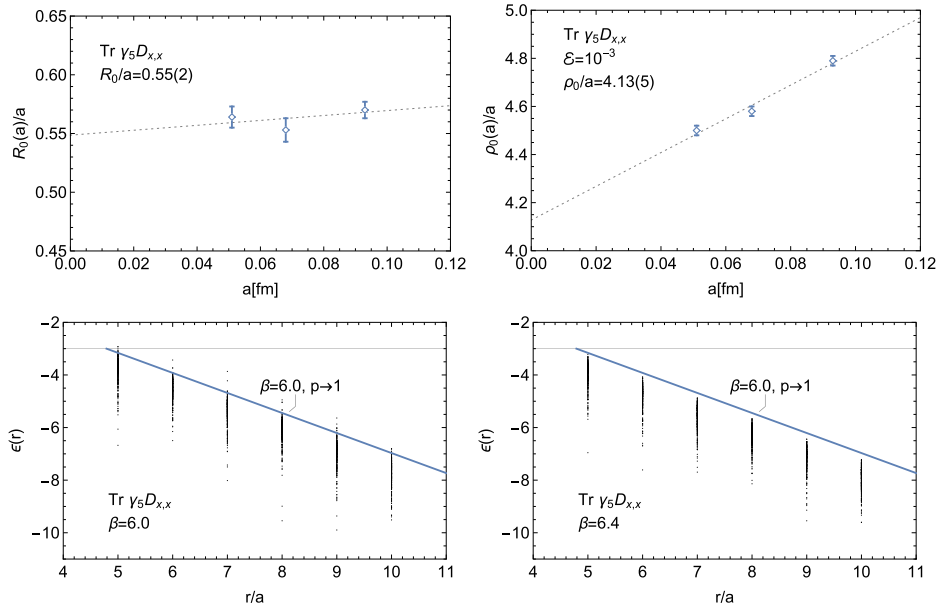 0.65
0.60
0.55
0.50
0.45
R₀(a)/a
Tr γ₅Dₓ,ₓ
R₀/a=0.55(2)
0.00 0.02 0.04 0.06 0.08 0.10 0.12
a[fm]
5.0
4.8
4.6
4.4
4.2
4.0
ρ₀(a)/a
Tr γ₅Dₓ,ₓ
ℰ=10⁻³
ρ₀/a=4.13(5)
0.00 0.02 0.04 0.06 0.08 0.10 0.12
a[fm]
−2
−4
−6
−8
−10
ϵ(r)
β=6.0, p→1
Tr γ₅Dₓ,ₓ
β=6.0
4 5 6 7 8 9 10 11
r/a
−2
−4
−6
−8
−10
ϵ(r)
β=6.0, p→1
Tr γ₅Dₓ,ₓ
β=6.4
4 5 6 7 8 9 10 11
r/a